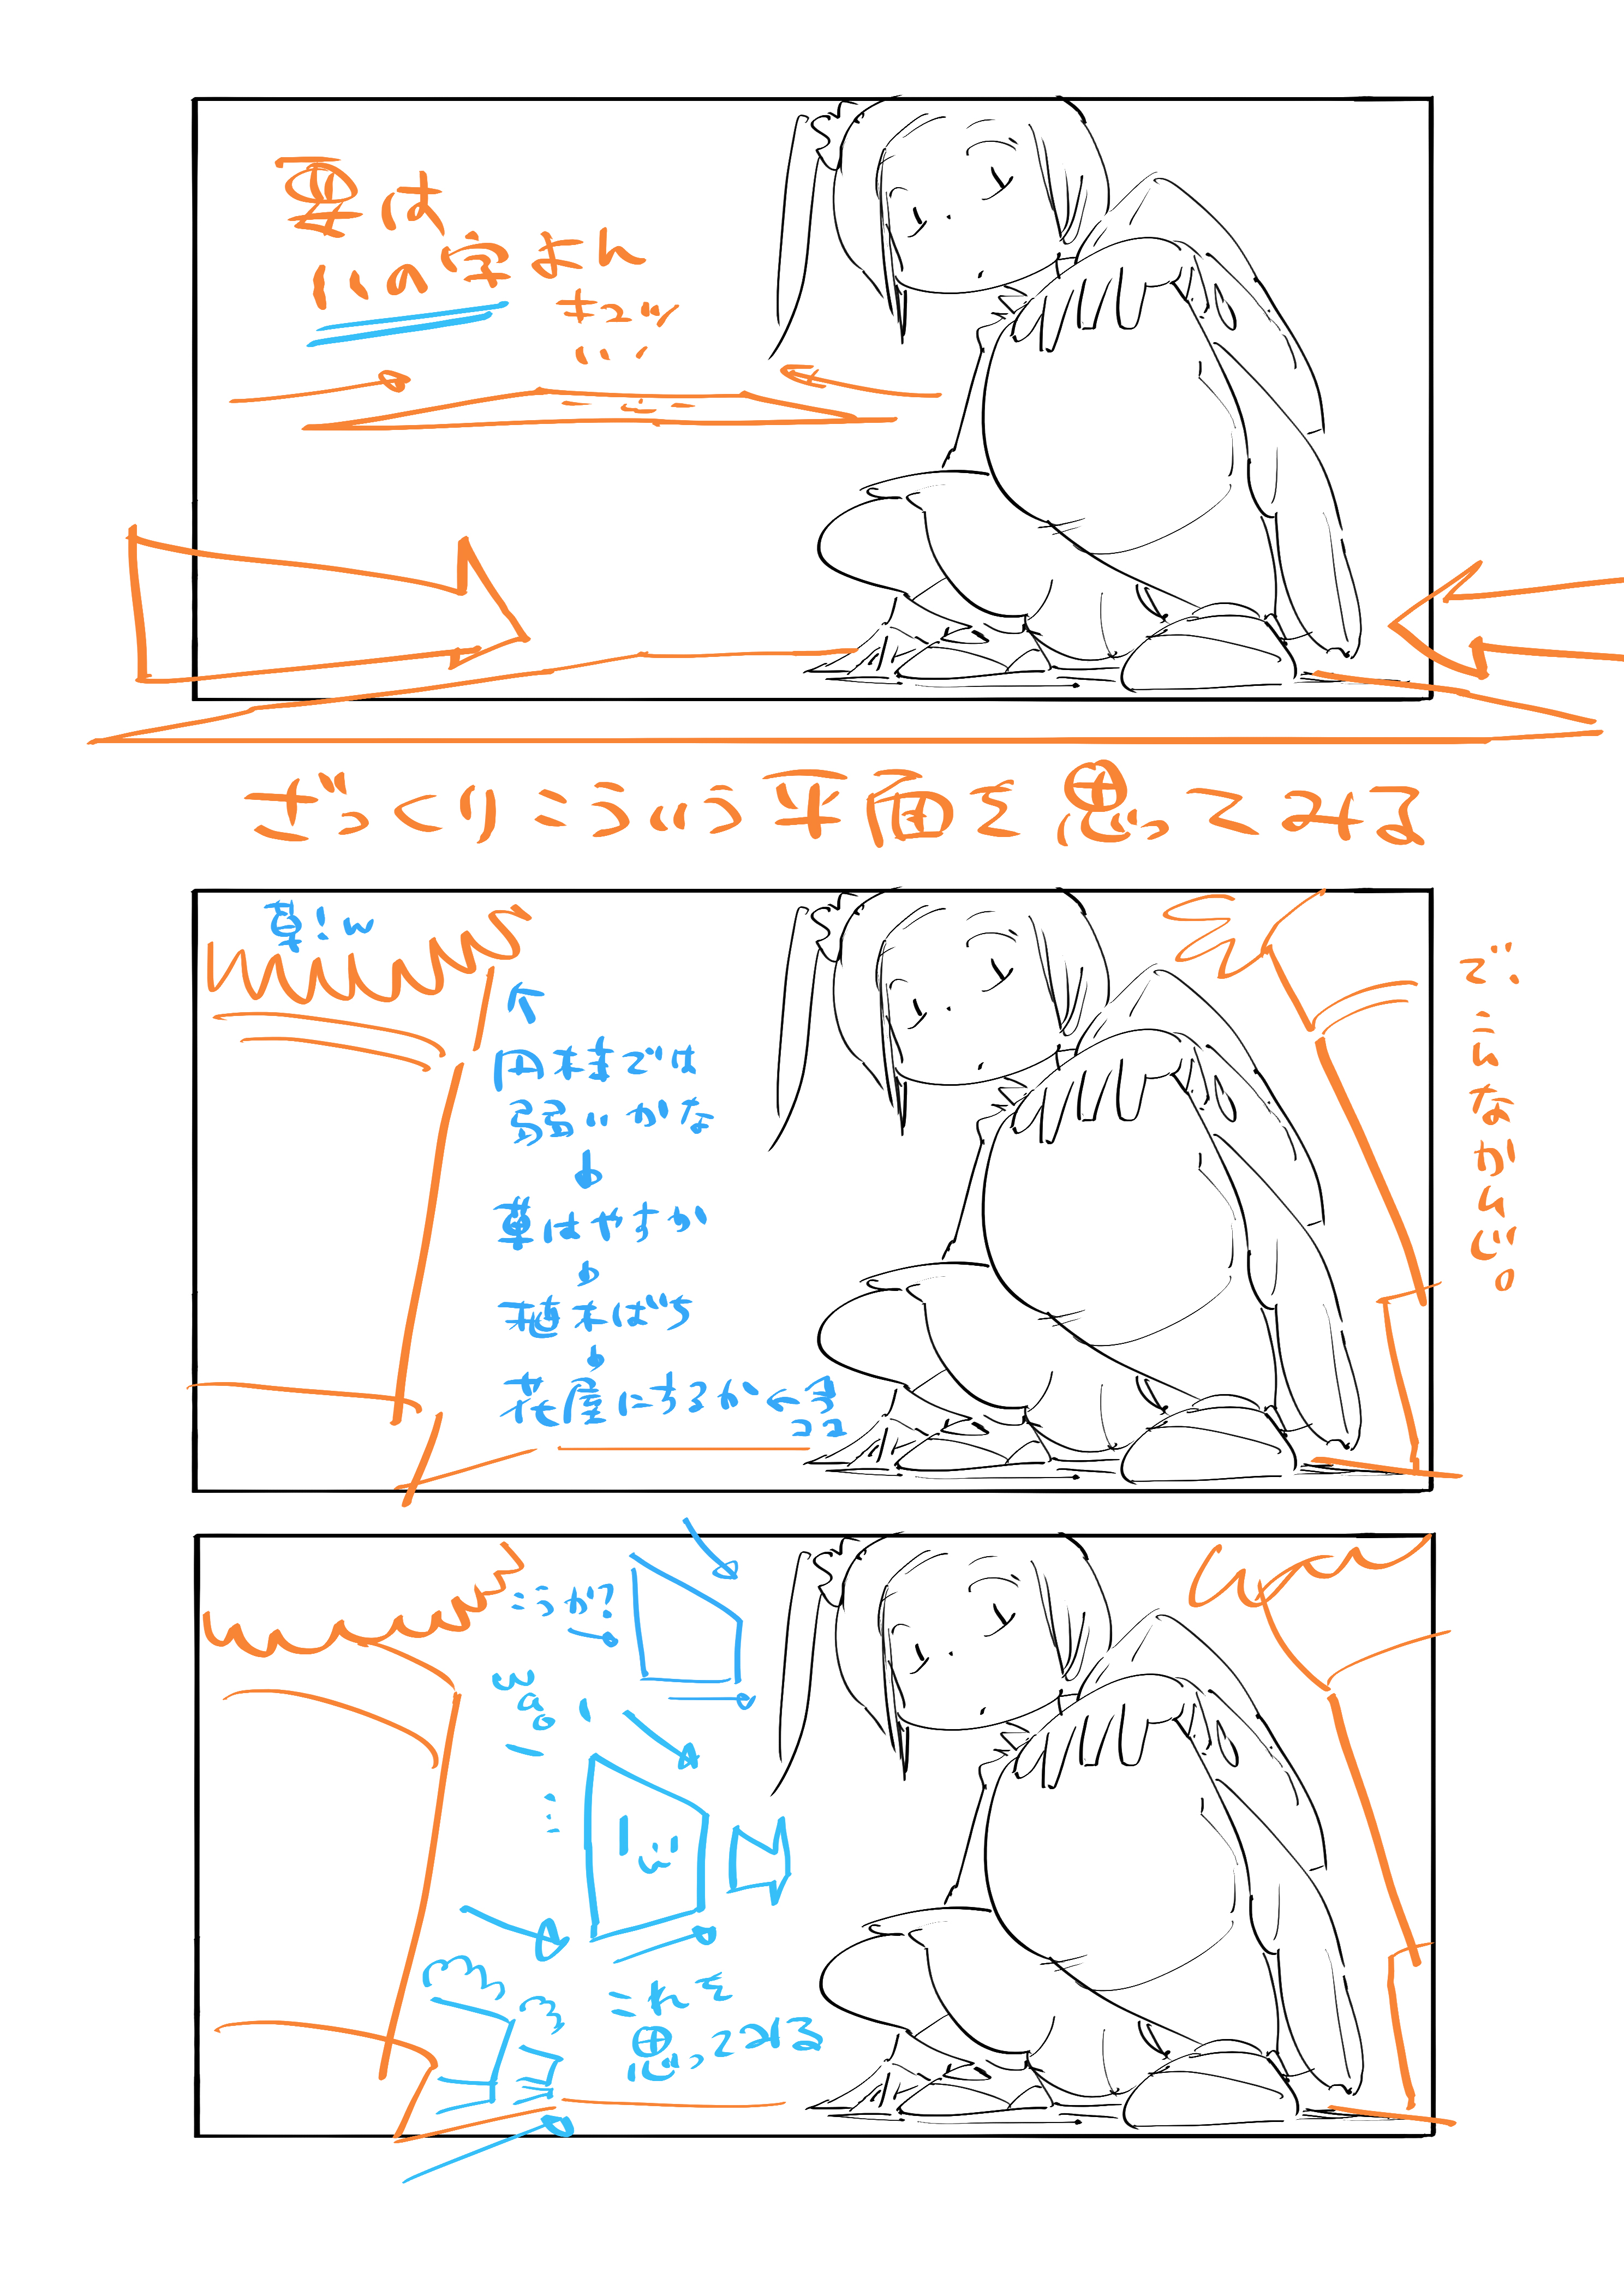 要は
ハの字よん
キュッ
ざっくりこういう平面を思ってみる
草!w
円柱では
弱いかな
草はやすか
植木ばち
花屋にするか←今
ココ
で、こんなかんじ。
こうか?
これを
思ってみる